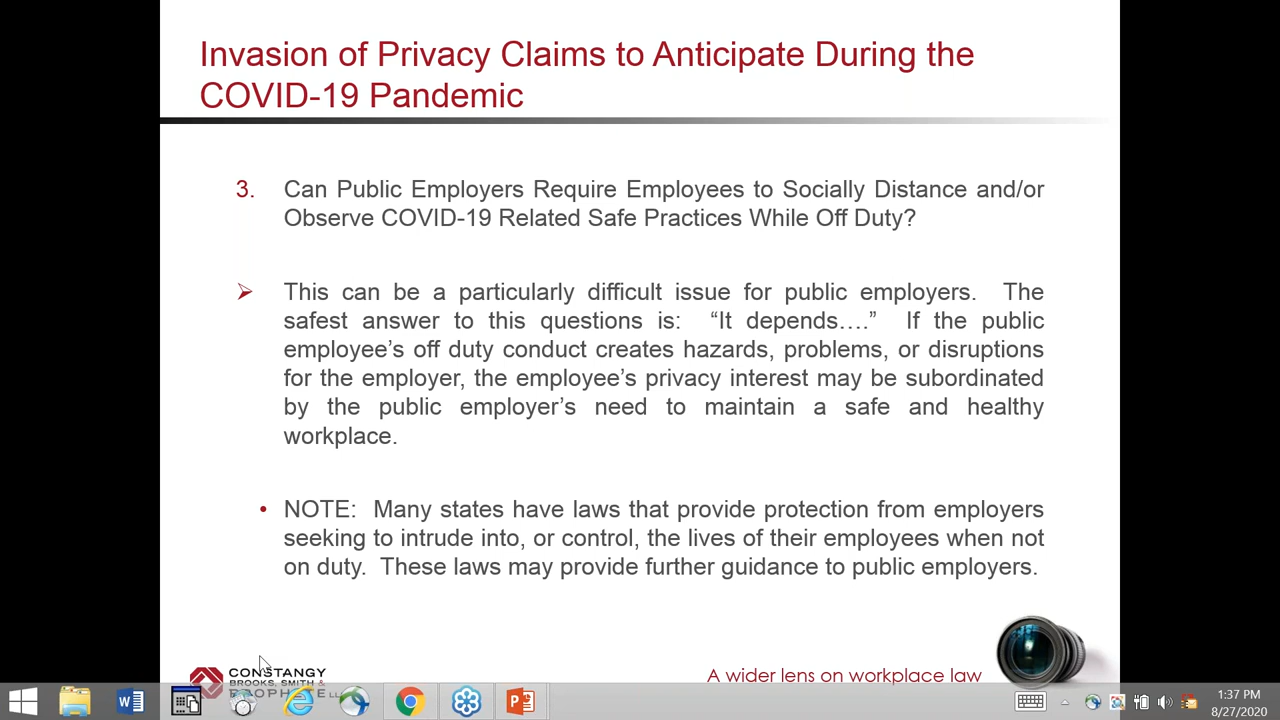 Invasion of Privacy Claims to Anticipate During the
COVID-19 Pandemic
3. Can Public Employers Require Employees to Socially Distance and/or
Observe COVID-19 Related Safe Practices While Off Duty?
➢ This can be a particularly difficult issue for public employers. The
safest answer to this questions is: “It depends….” If the public
employee’s off duty conduct creates hazards, problems, or disruptions
for the employer, the employee’s privacy interest may be subordinated
by the public employer’s need to maintain a safe and healthy
workplace.
• NOTE: Many states have laws that provide protection from employers
seeking to intrude into, or control, the lives of their employees when not
on duty. These laws may provide further guidance to public employers.
CONSTANGY
BROOKS, SMITH &
PROPHETE LLP
A wider lens on workplace law
1:37 PM
8/27/2020